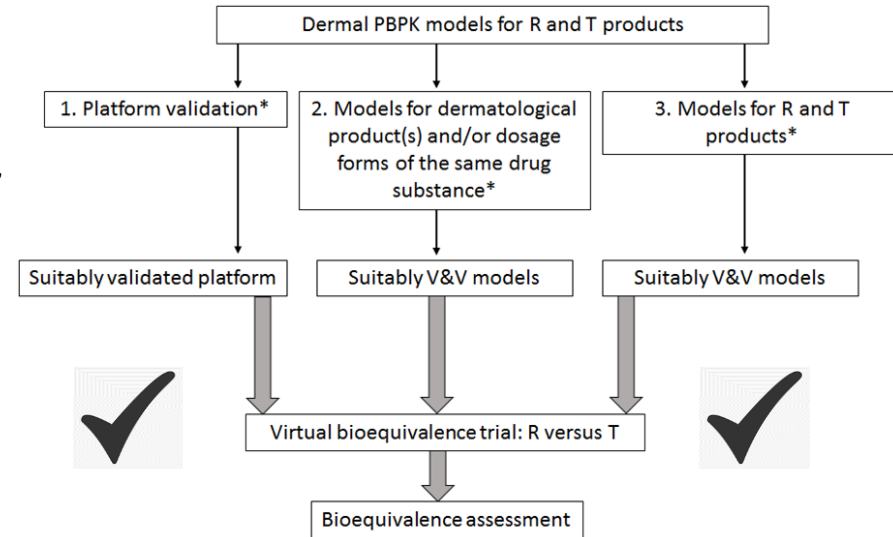 Dermal PBPK models for R and T products
1. Platform validation*
2. Models for dermatological
product(s) and/or dosage
forms of the same drug
substance*
3. Models for R and T
products*
Suitably validated platform
Suitably V&V models
Suitably V&V models
Virtual bioequivalence trial: R versus T
Bioequivalence assessment